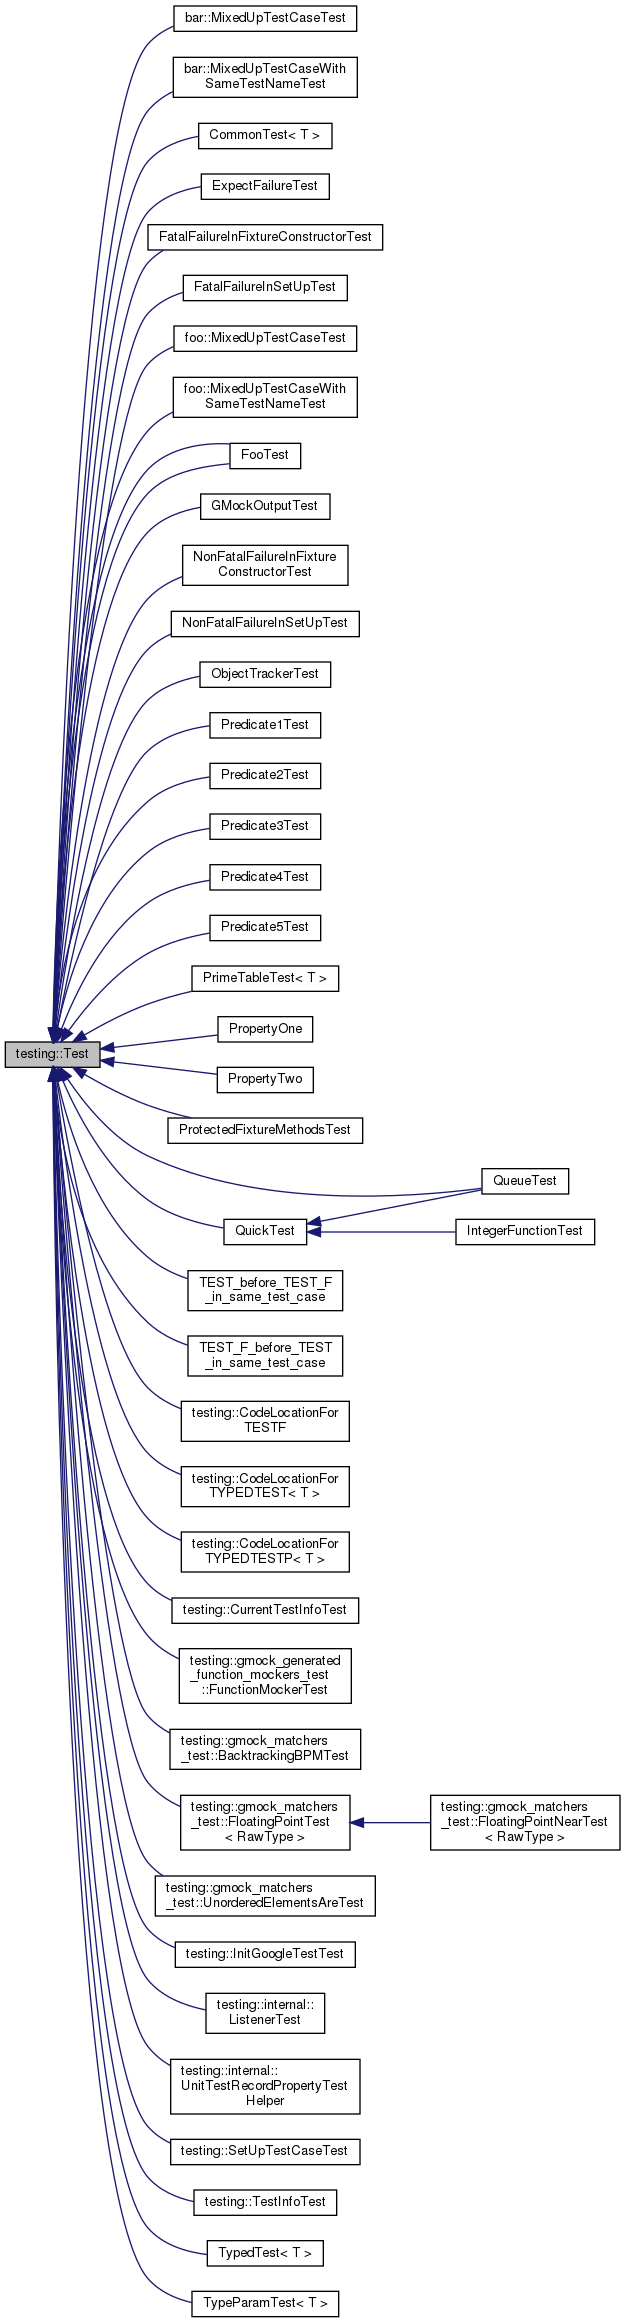 bar::MixedUpTestCaseTest
bar::MixedUpTestCaseWith
SameTestNameTest
CommonTest< T >
ExpectFailureTest
FatalFailureInFixtureConstructorTest
FatalFailureInSetUpTest
foo::MixedUpTestCaseTest
foo::MixedUpTestCaseWith
SameTestNameTest
FooTest
GMockOutputTest
NonFatalFailureInFixture
ConstructorTest
NonFatalFailureInSetUpTest
ObjectTrackerTest
Predicate1Test
Predicate2Test
Predicate3Test
Predicate4Test
Predicate5Test
PrimeTableTest< T >
testing::Test
PropertyOne
PropertyTwo
ProtectedFixtureMethodsTest
QueueTest
QuickTest
IntegerFunctionTest
TEST_before_TEST_F
_in_same_test_case
TEST_F_before_TEST
_in_same_test_case
testing::CodeLocationFor
TESTF
testing::CodeLocationFor
TYPEDTEST< T >
testing::CodeLocationFor
TYPEDTESTP< T >
testing::CurrentTestInfoTest
testing::gmock_generated
_function_mockers_test
::FunctionMockerTest
testing::gmock_matchers
_test::BacktrackingBPMTest
testing::gmock_matchers
_test::FloatingPointTest
< RawType >
testing::gmock_matchers
_test::FloatingPointNearTest
< RawType >
testing::gmock_matchers
_test::UnorderedElementsAreTest
testing::InitGoogleTestTest
testing::internal::
ListenerTest
testing::internal::
UnitTestRecordPropertyTest
Helper
testing::SetUpTestCaseTest
testing::TestInfoTest
TypedTest< T >
TypeParamTest< T >